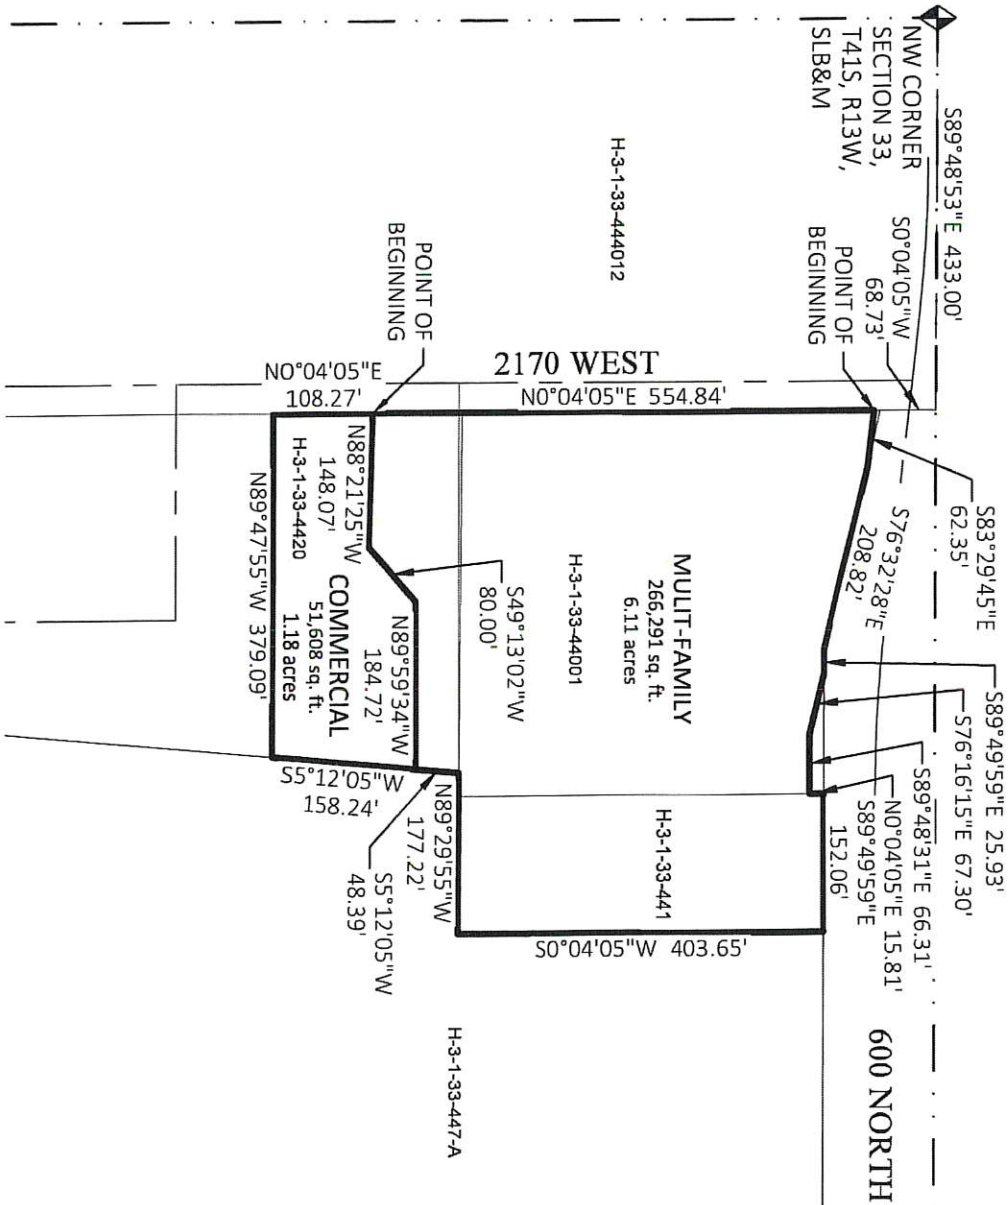 S89°48'53"E 433.00'
NW CORNER
SECTION 33,
T41S, R13W,
SLB&M
S0°04'05"W
68.73'
POINT OF
BEGINNING
S83°29'45"E
62.35'
S76°32'28"E
208.82'
S89°49'59"E 25.93'
S76°16'15"E 67.30'
S89°48'31"E 66.31'
N0°04'05"E 15.81'
S89°49'59"E
152.06'
600 NORTH
H-3-1-33-444012
2170 WEST
N0°04'05"E 554.84'
MULIT-FAMILY
266,291 sq. ft.
6.11 acres
H-3-1-33-44001
H-3-1-33-441
S0°04'05"W 403.65'
POINT OF
BEGINNING
N0°04'05"E
108.27'
N88°21'25"W
148.07'
S49°13'02"W
80.00'
N89°59'34"W
184.72'
H-3-1-33-4420
COMMERCIAL
51,608 sq. ft.
1.18 acres
N89°47'55"W 379.09'
S5°12'05"W
158.24'
N89°29'55"W
177.22'
S5°12'05"W
48.39'
H-3-1-33-447-A